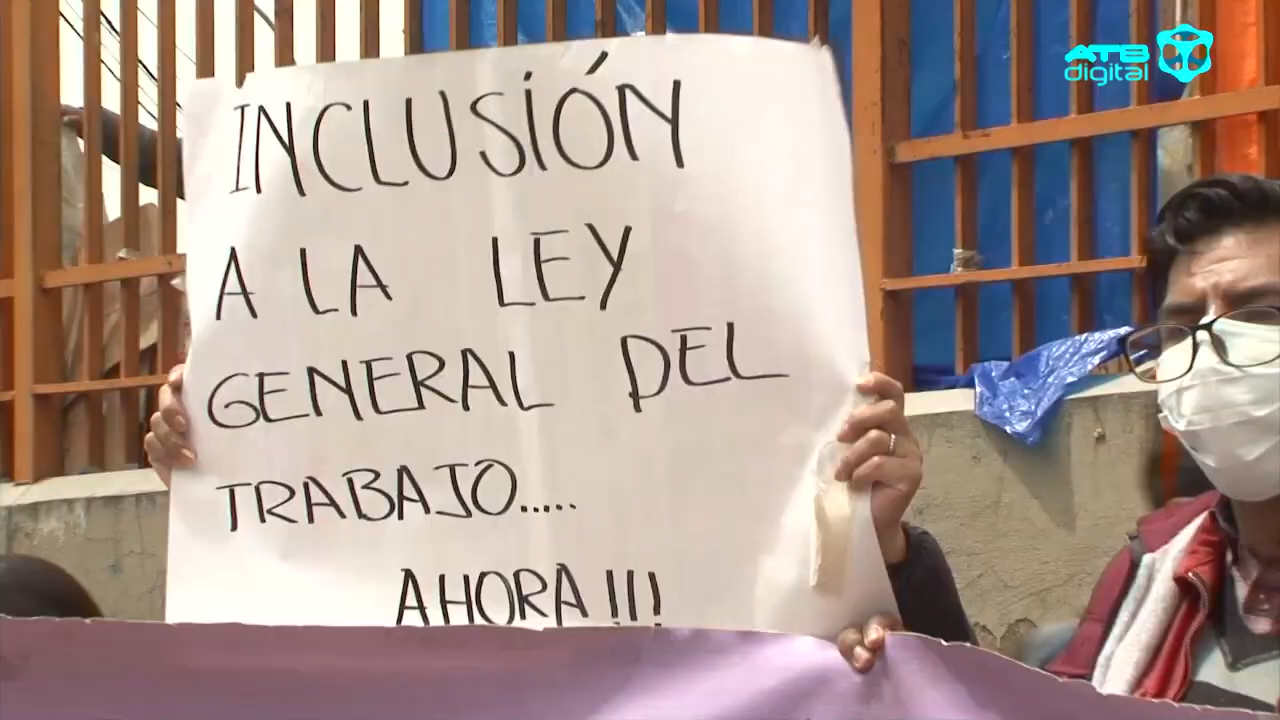 INCLUSIÓN
A LA LEY
GENERAL DEL
TRABAJO.....
AHORA!!!
ATB
digital